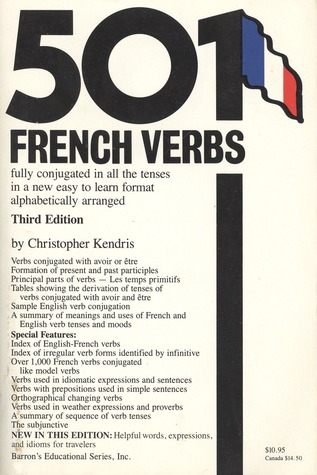 501
FRENCH VERBS
fully conjugated in all the tenses
in a new easy to learn format
alphabetically arranged
Third Edition
by Christopher Kendris
Verbs conjugated with avoir or être
Formation of present and past participles
Principal parts of verbs — Les temps primitifs
Tables showing the derivation of tenses of
verbs conjugated with avoir and être
Sample English verb conjugation
A summary of meanings and uses of French and
English verb tenses and moods
Special Features:
Index of English-French verbs
Index of irregular verb forms identified by infinitive
Over 1,000 French verbs conjugated
like model verbs
Verbs used in idiomatic expressions and sentences
Verbs with prepositions used in simple sentences
Orthographical changing verbs
Verbs used in weather expressions and proverbs
A summary of sequence of verb tenses
The subjunctive
NEW IN THIS EDITION: Helpful words, expressions,
and idioms for travelers
Barron's Educational Series, Inc.
$10.95
Canada $14.50